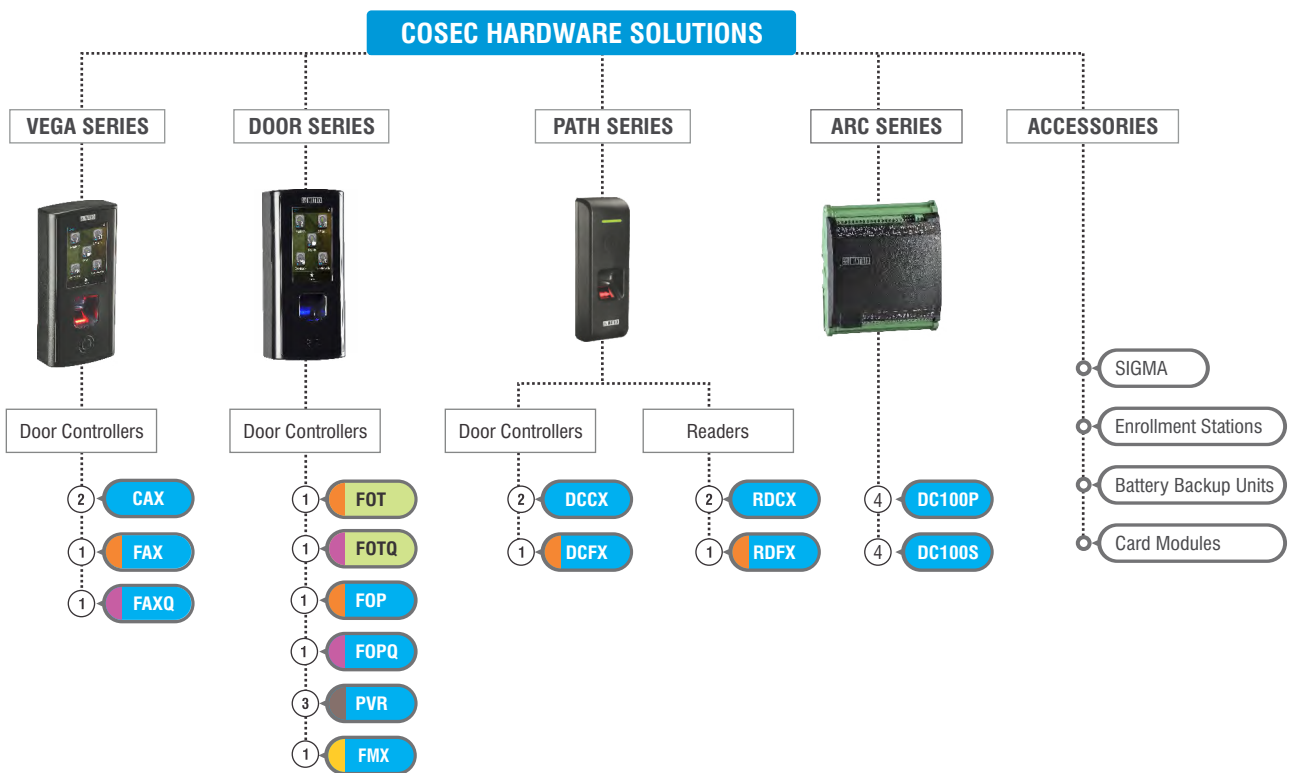 COSEC HARDWARE SOLUTIONS
VEGA SERIES
DOOR SERIES
PATH SERIES
ARC SERIES
ACCESSORIES
SIGMA
Enrollment Stations
Battery Backup Units
Card Modules
Door Controllers
Door Controllers
Door Controllers
Readers
2 CAX
1 FAX
1 FAXQ
1 FOT
1 FOTQ
1 FOP
1 FOPQ
3 PVR
1 FMX
2 DCCX
1 DCFX
2 RDCX
1 RDFX
4 DC100P
4 DC100S